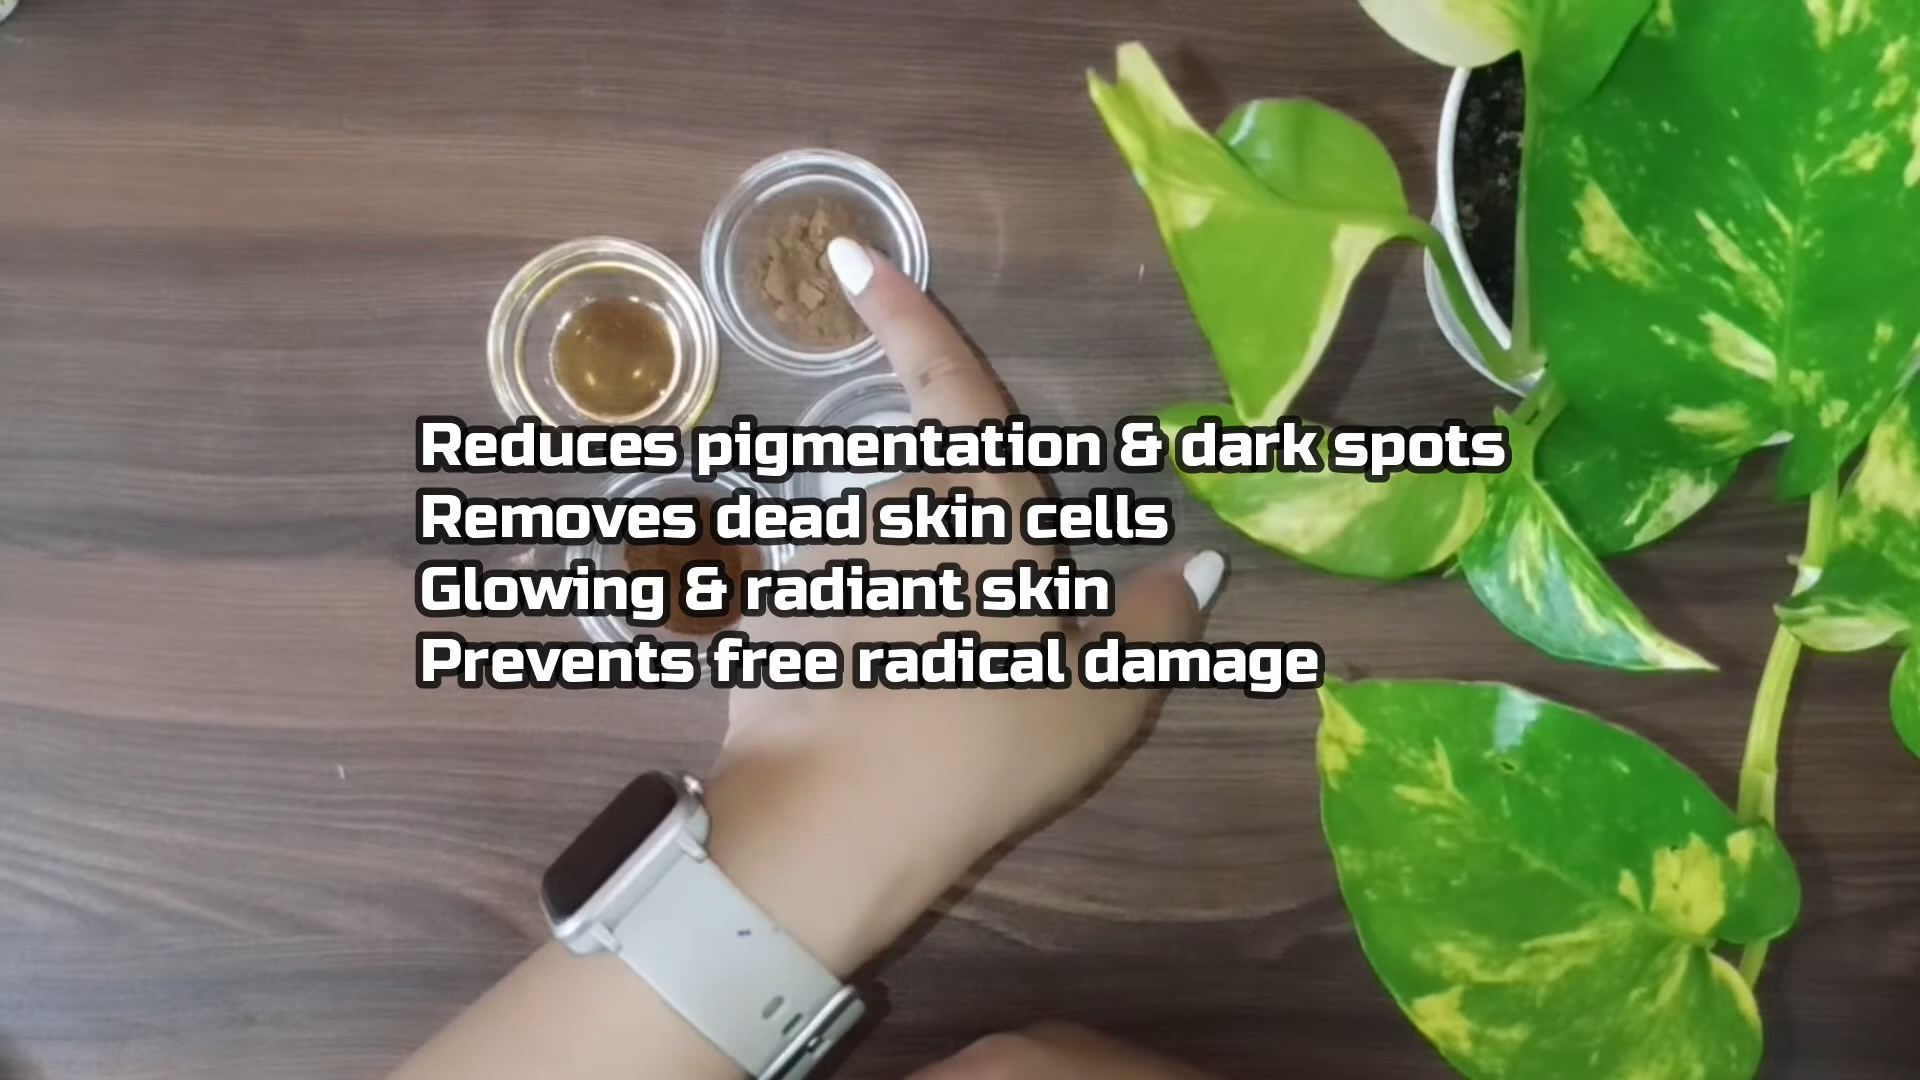 Reduces pigmentation & dark spots
Removes dead skin cells
Glowing & radiant skin
Prevents free radical damage